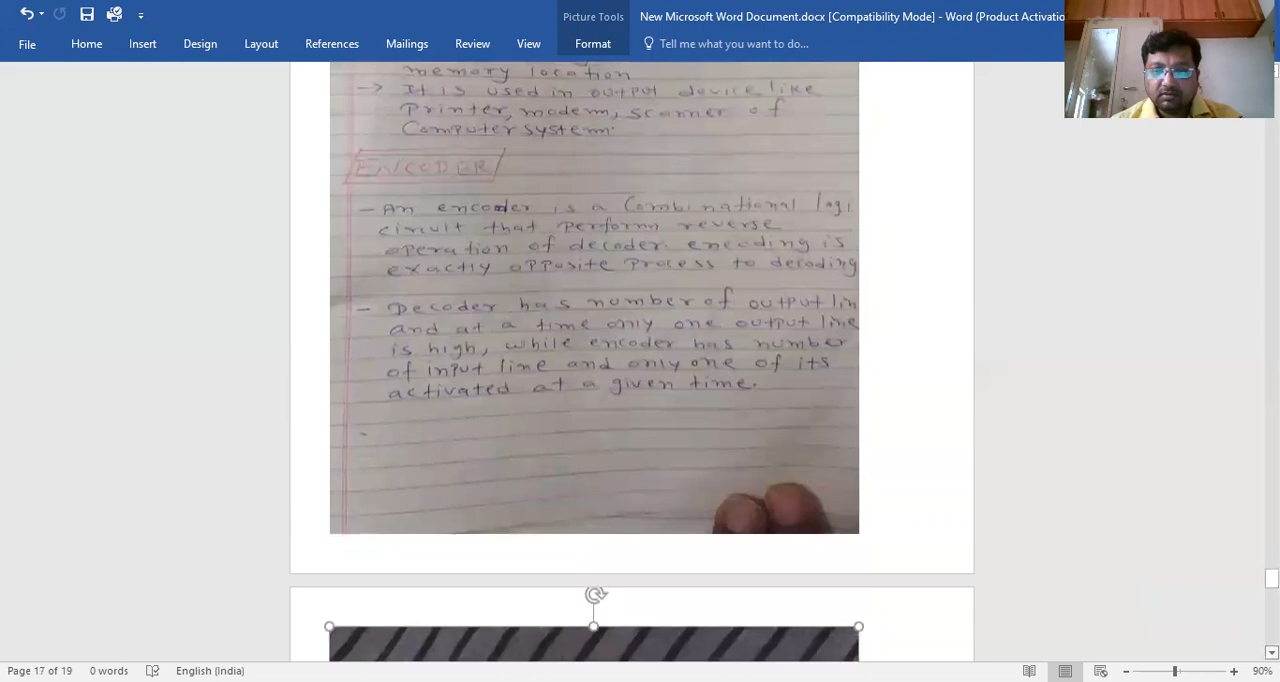 Picture Tools
New Microsoft Word Document.docx [Compatibility Mode] - Word (Product Activatio
File Home Insert Design Layout References Mailings Review View Format Tell me what you want to do...
memory location
-> It is used in output device like
Printer, modem, scanner of
Computer system.
ENCODER
- An encoder is a Combinational logi
circuit that perform reverse
operation of decoder. encoding is
exactly opposite process to decoding
- Decoder has number of output lin
and at a time only one output line
is high, while encoder has number
of input line and only one of its
activated at a given time.
Page 17 of 19 0 words English (India) 90%